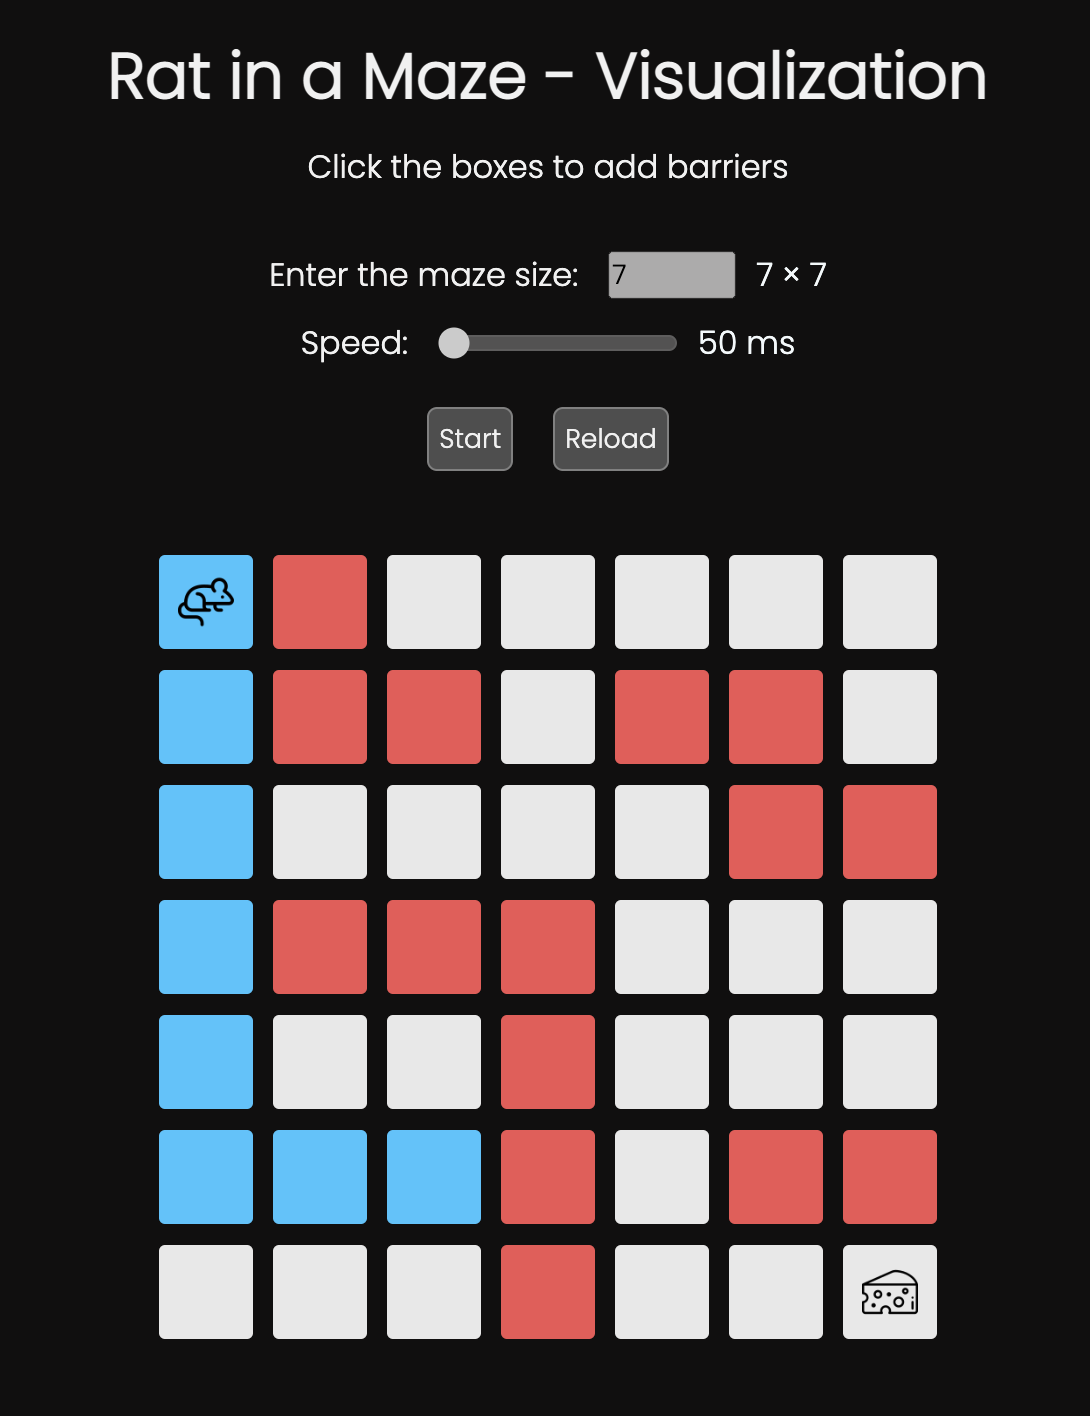 Rat in a Maze - Visualization
Click the boxes to add barriers
Enter the maze size: 7 7 × 7
Speed: 50 ms
Start Reload